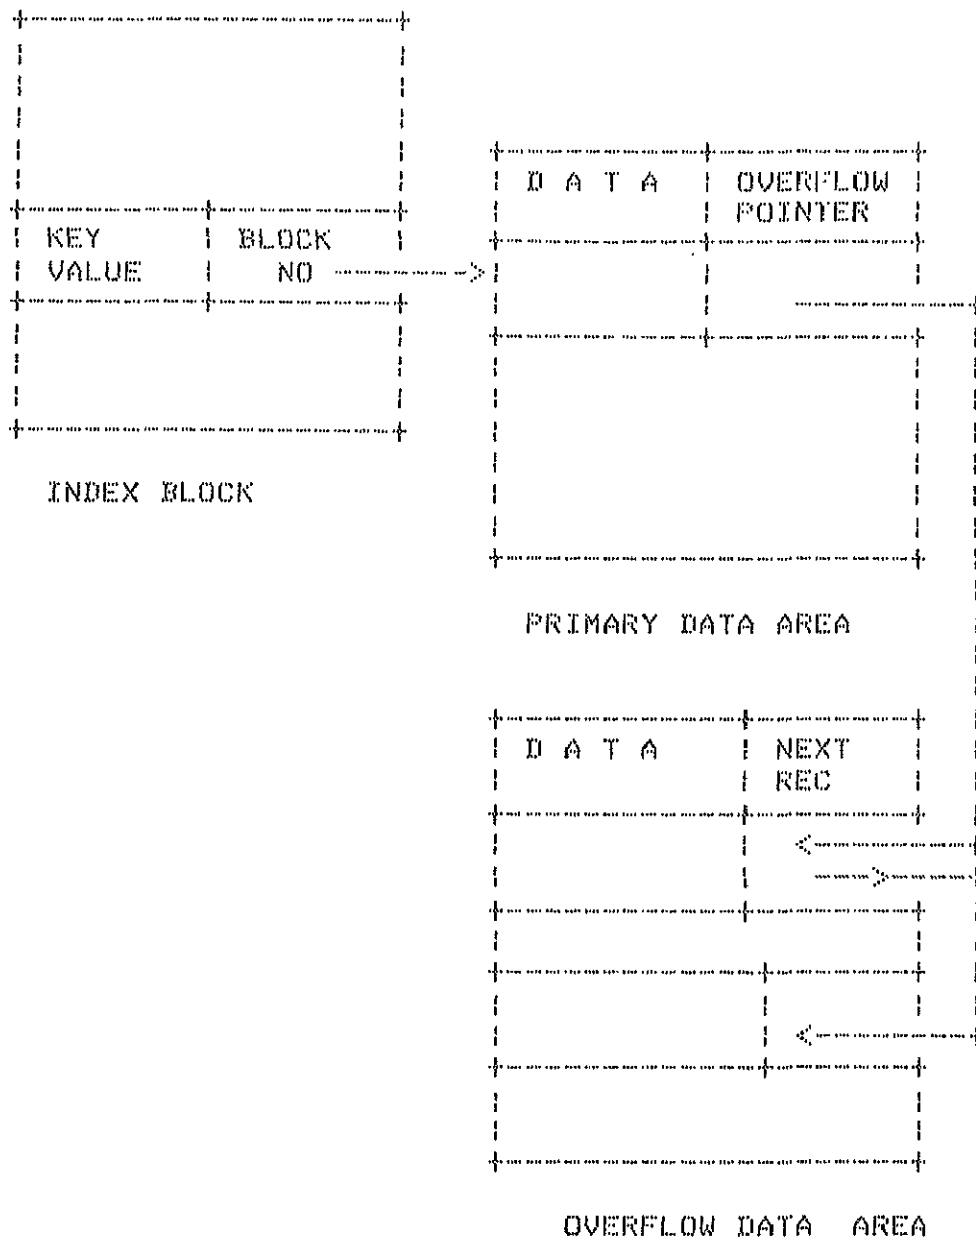 D A T A
OVERFLOW
POINTER
KEY
VALUE
BLOCK
NO
INDEX BLOCK
PRIMARY DATA AREA
D A T A
NEXT
REC
OVERFLOW DATA AREA